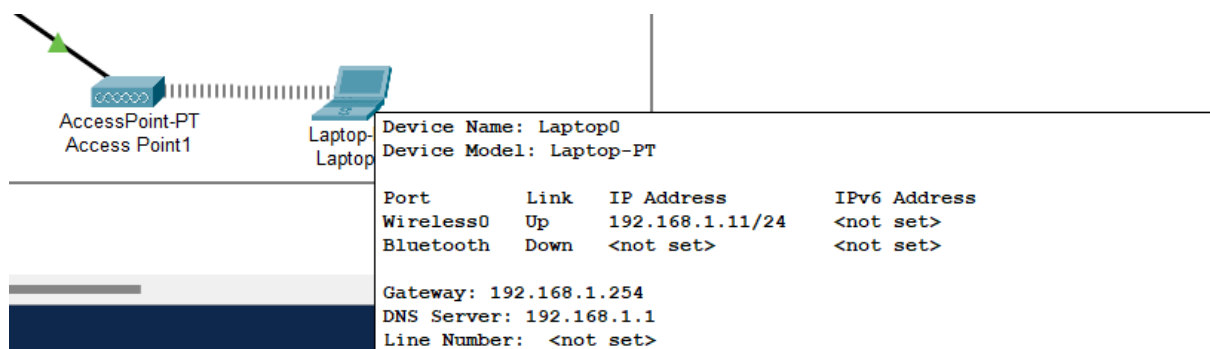 AccessPoint-PT
Access Point1
Laptop-
Laptop
Device Name: Laptop0
Device Model: Laptop-PT
Port Link IP Address IPv6 Address
Wireless0 Up 192.168.1.11/24 <not set>
Bluetooth Down <not set> <not set>
Gateway: 192.168.1.254
DNS Server: 192.168.1.1
Line Number: <not set>